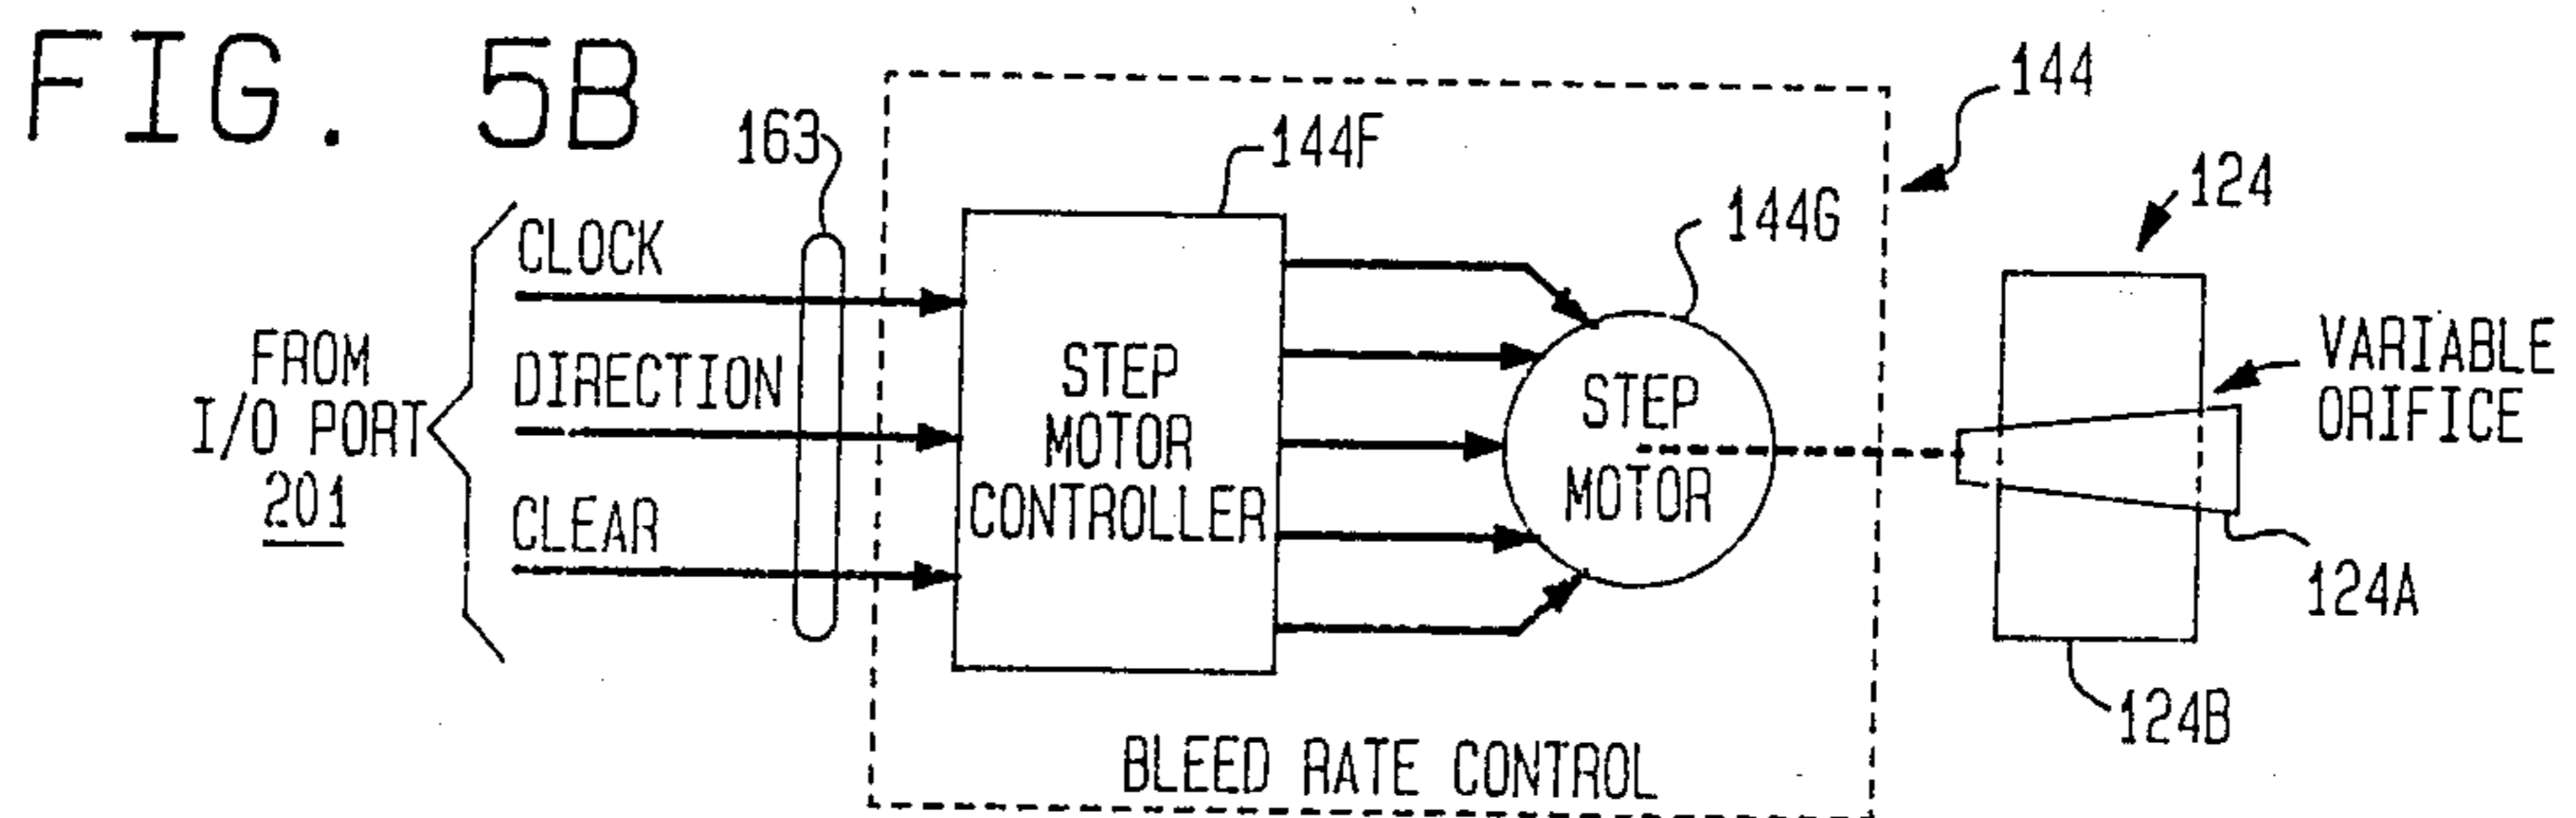 FIG. 5B
163
144F
144
144G
124
FROM
I/O PORT
201
CLOCK
DIRECTION
CLEAR
STEP
MOTOR
CONTROLLER
STEP
MOTOR
VARIABLE
ORIFICE
124A
124B
BLEED RATE CONTROL